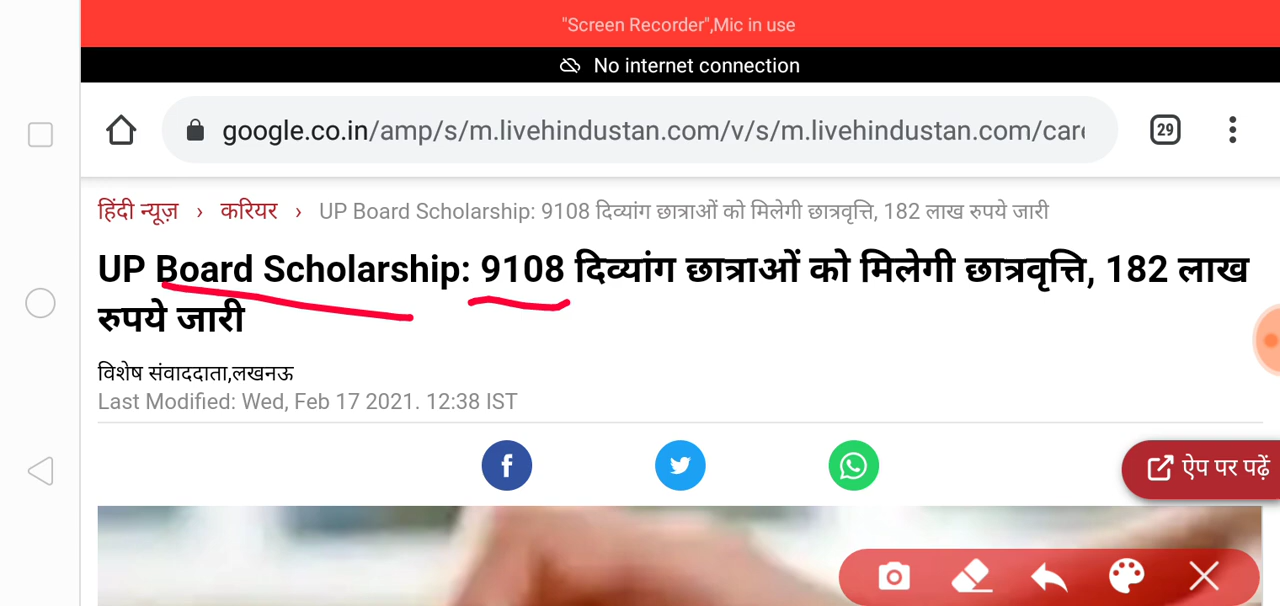 "Screen Recorder",Mic in use
No internet connection
google.co.in/amp/s/m.livehindustan.com/v/s/m.livehindustan.com/care
29
हिंदी न्यूज़ › करियर › UP Board Scholarship: 9108 दिव्यांग छात्राओं को मिलेगी छात्रवृत्ति, 182 लाख रुपये जारी
UP Board Scholarship: 9108 दिव्यांग छात्राओं को मिलेगी छात्रवृत्ति, 182 लाख
रुपये जारी
विशेष संवाददाता,लखनऊ
Last Modified: Wed, Feb 17 2021. 12:38 IST
ऐप पर पढ़ें